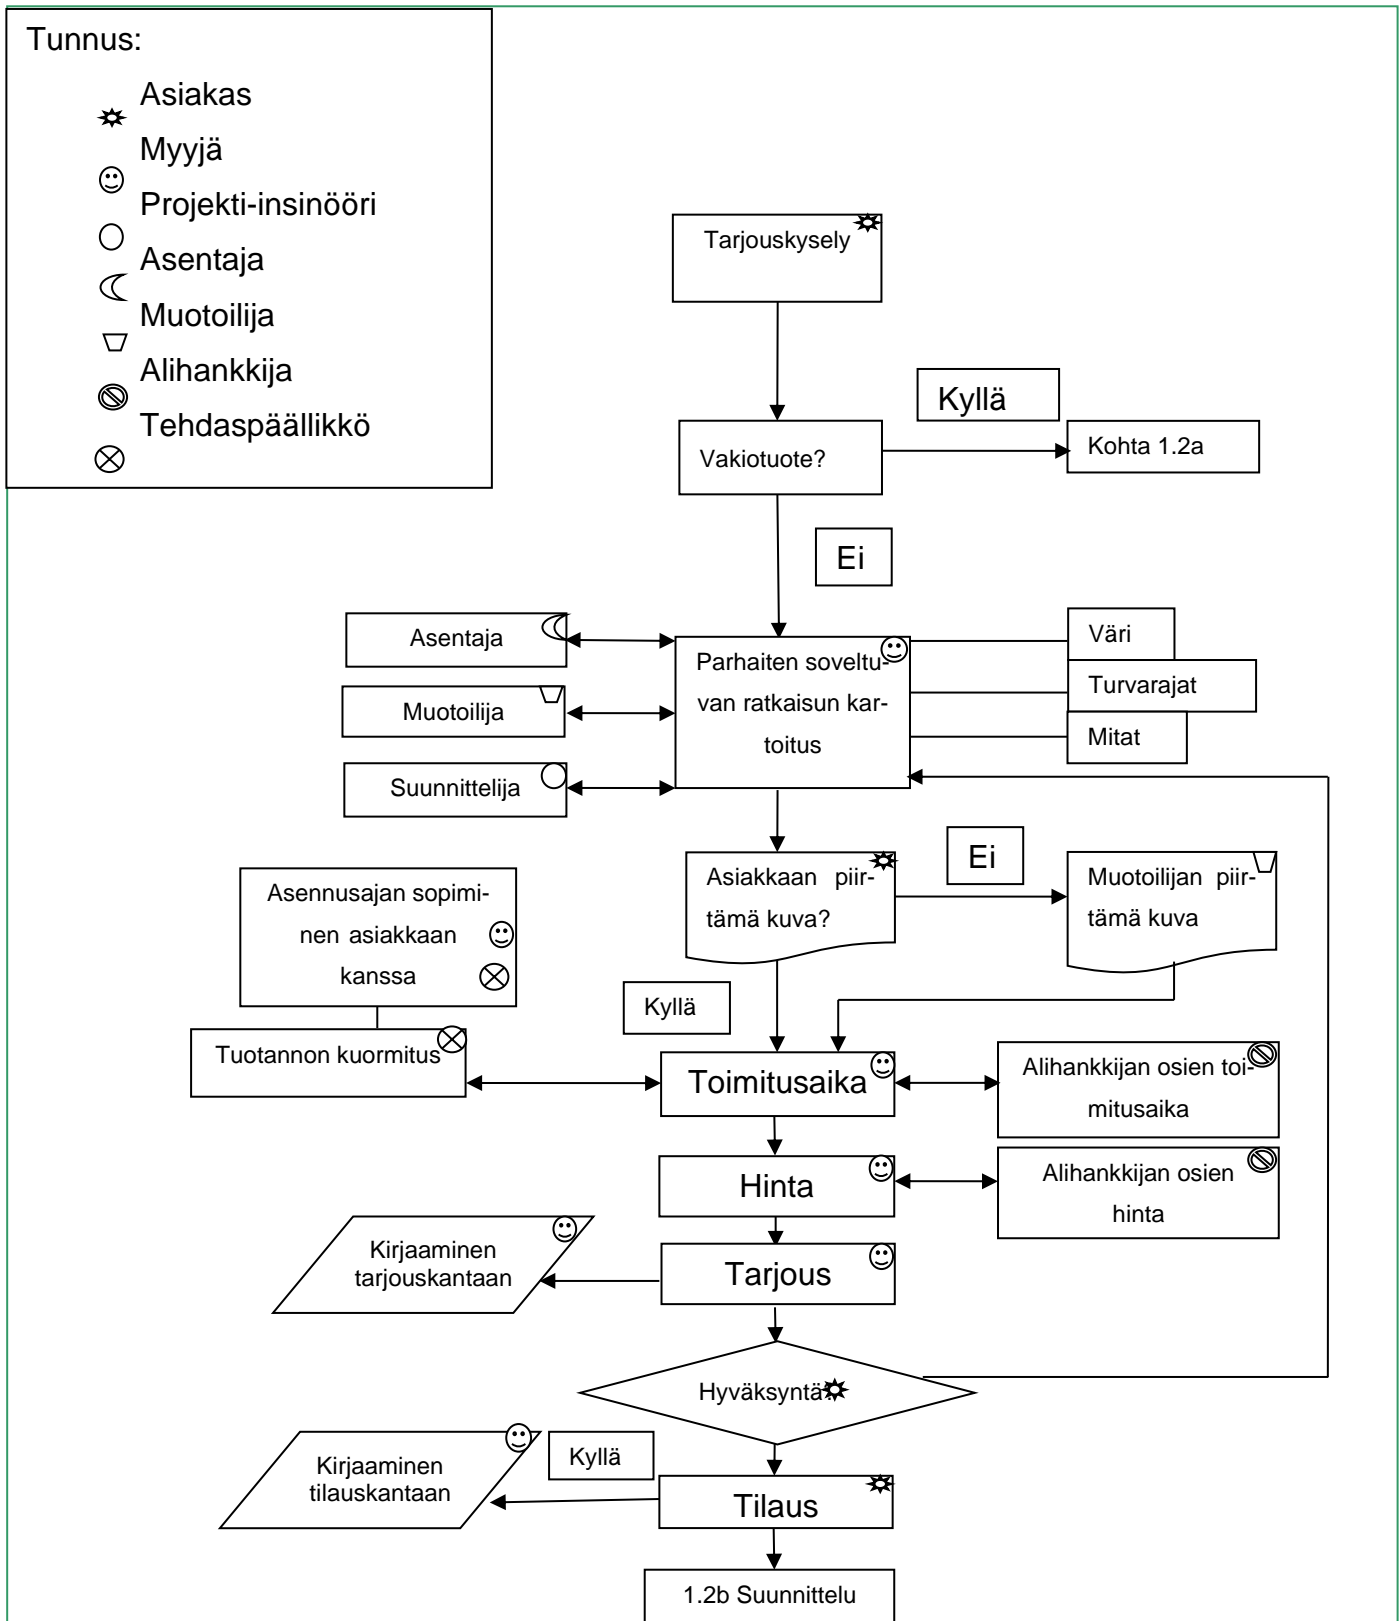 Tunnus:
Asiakas
Myyjä
Projekti-insinööri
Asentaja
Muotoilija
Alihankkija
Tehdaspäällikkö
Tarjouskysely
Kyllä
Vakiotuote?
Kohta 1.2a
Ei
Asentaja
Muotoilija
Suunnittelija
Parhaiten soveltu-
van ratkaisun kar-
toitus
Väri
Turvarajat
Mitat
Asiakkaan piir-
tämä kuva?
Ei
Muotoilijan piir-
tämä kuva
Asennusajan sopimi-
nen asiakkaan
kanssa
Kyllä
Tuotannon kuormitus
Toimitusaika
Alihankkijan osien toi-
mitusaika
Hinta
Alihankkijan osien
hinta
Kirjaaminen
tarjouskantaan
Tarjous
Hyväksyntä
Kirjaaminen
tilauskantaan
Kyllä
Tilaus
1.2b Suunnittelu